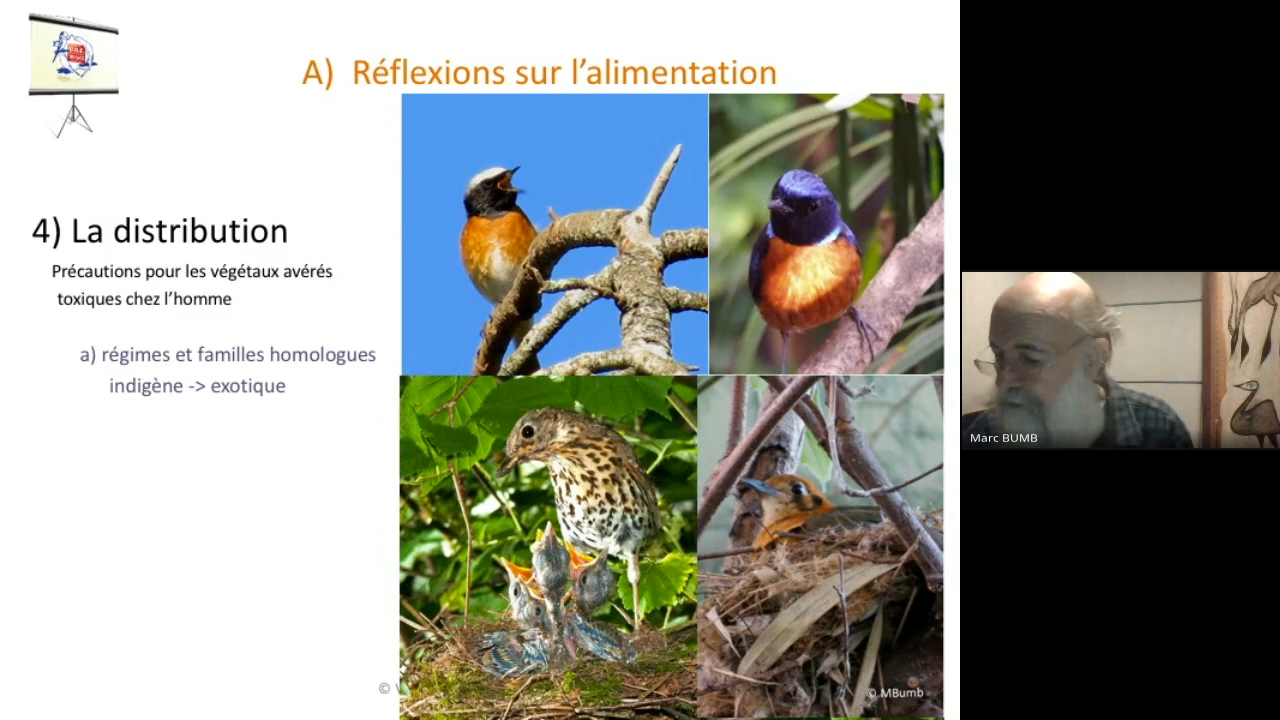 A) Réflexions sur l’alimentation
4) La distribution
Précautions pour les végétaux avérés
toxiques chez l’homme
a) régimes et familles homologues
indigène -> exotique
©
© MBumb
Marc BUMB